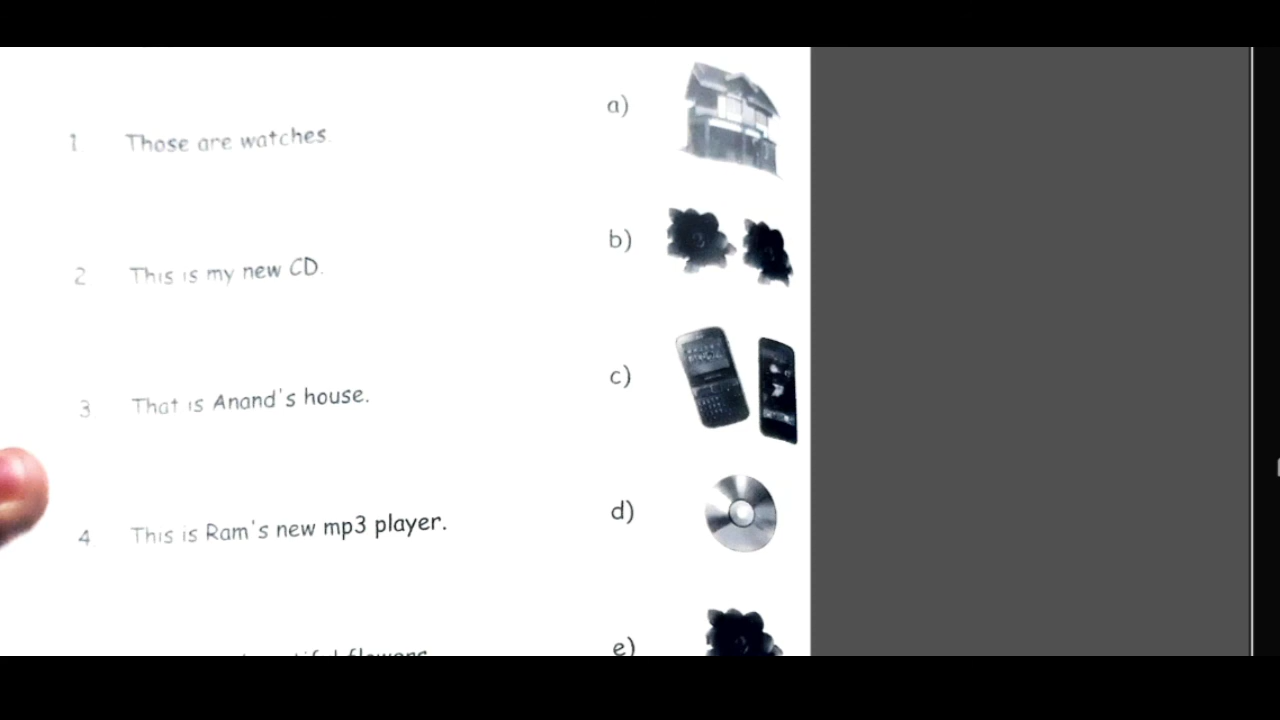 a)
1 Those are watches.
b)
2 This is my new CD.
c)
3 That is Anand's house.
d)
4 This is Ram's new mp3 player.
e)
flowers